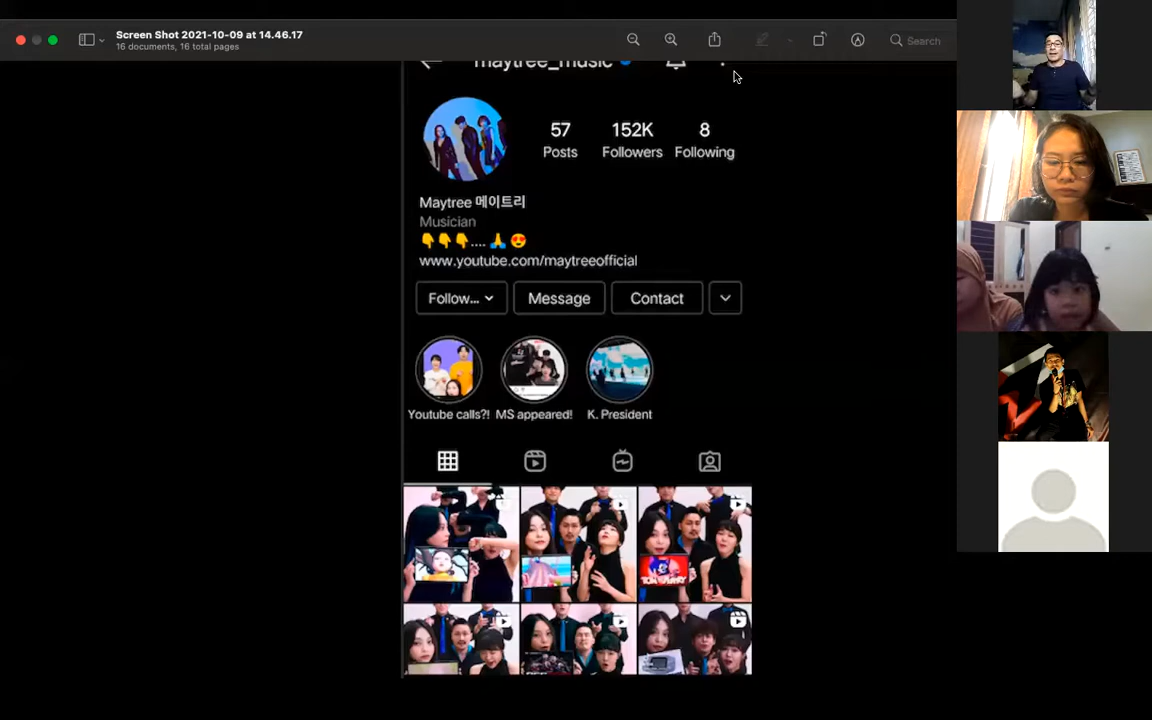 Screen Shot 2021-10-09 at 14.46.17
16 documents, 16 total pages
Search
maytree_music
57
152K
8
Posts
Followers
Following
Maytree 메이트리
Musician
👇👇👇.... 🙏😍
www.youtube.com/maytreeofficial
Follow...
Message
Contact
Youtube calls?!
MS appeared!
K. President